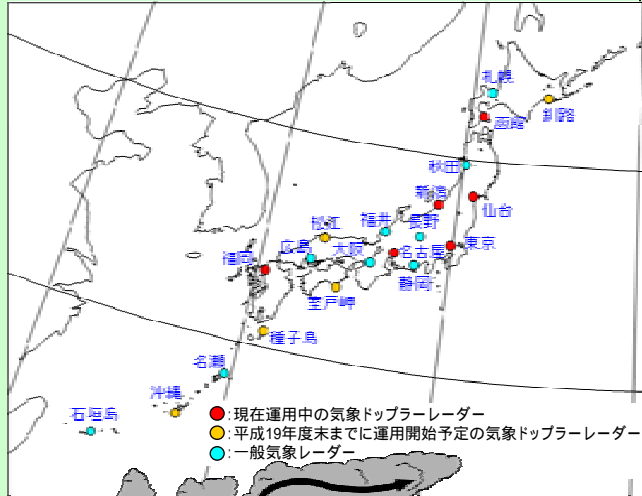 札幌
釧路
函館
秋田
新潟
仙台
松江
福井
長野
福岡
広島
大阪
名古屋
東京
静岡
室戸岬
種子島
名瀬
沖縄
石垣島
:現在運用中の気象ドップラーレーダー
:平成19年度末までに運用開始予定の気象ドップラーレーダー
:一般気象レーダー